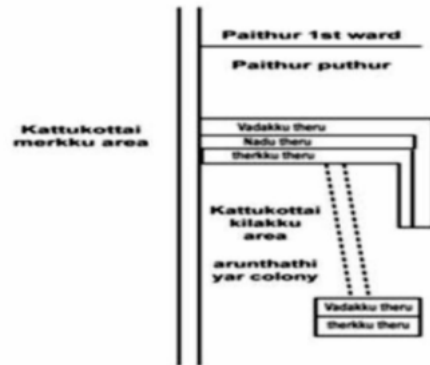 Paithur 1st ward
Paithur puthur
Kattukottai
merkku area
Vadakku theru
Nadu theru
therkku theru
Kattukottai
kilakku
area
arunthathi
yar colony
Vadakku theru
therkku theru